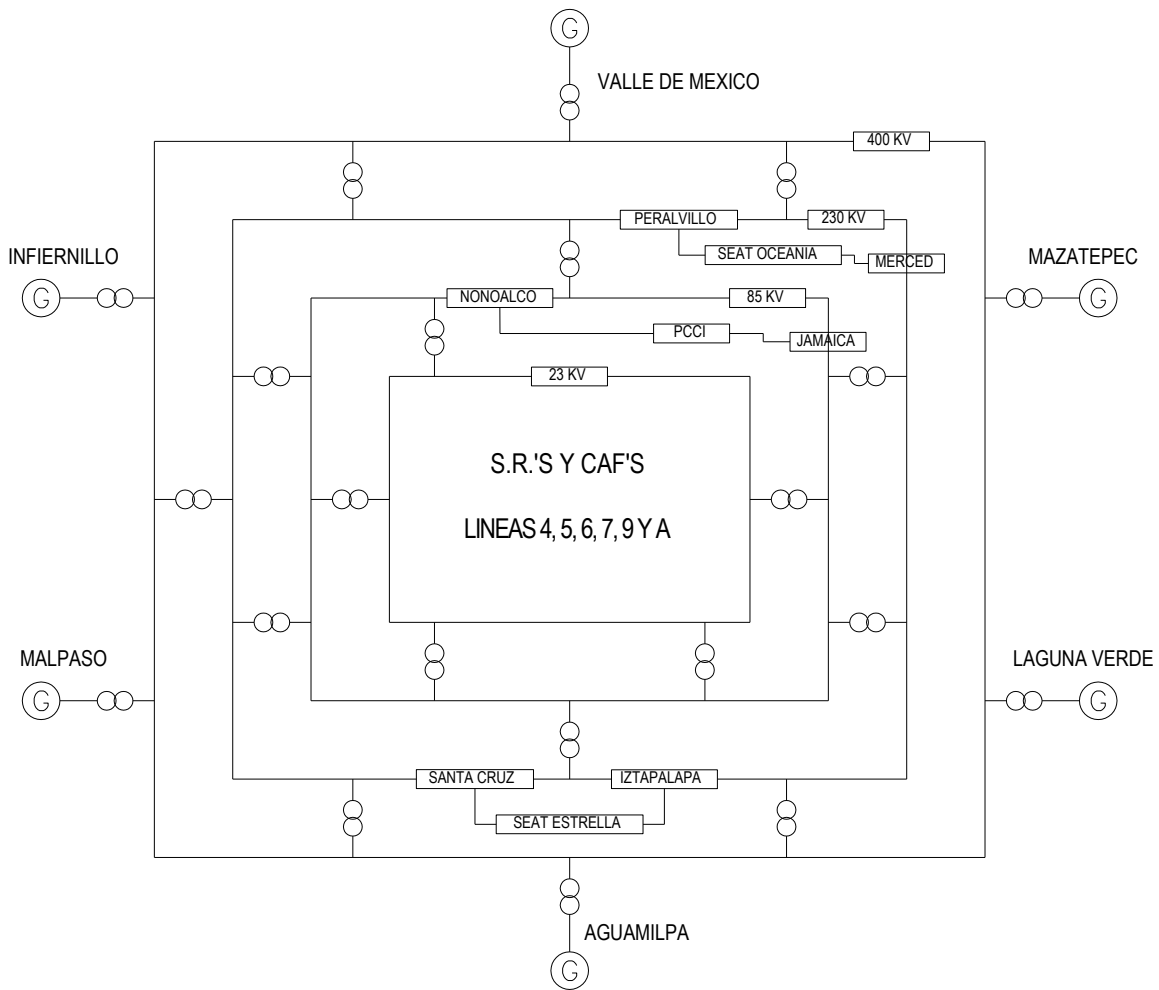 G
VALLE DE MEXICO
400 KV
PERALVILLO
230 KV
INFIERNILLO
SEAT OCEANIA
MERCED
MAZATEPEC
G
NONOALCO
85 KV
G
PCCI
JAMAICA
23 KV
S.R.'S Y CAF'S
LINEAS 4, 5, 6, 7, 9 Y A
MALPASO
LAGUNA VERDE
G
G
SANTA CRUZ
IZTAPALAPA
SEAT ESTRELLA
AGUAMILPA
G